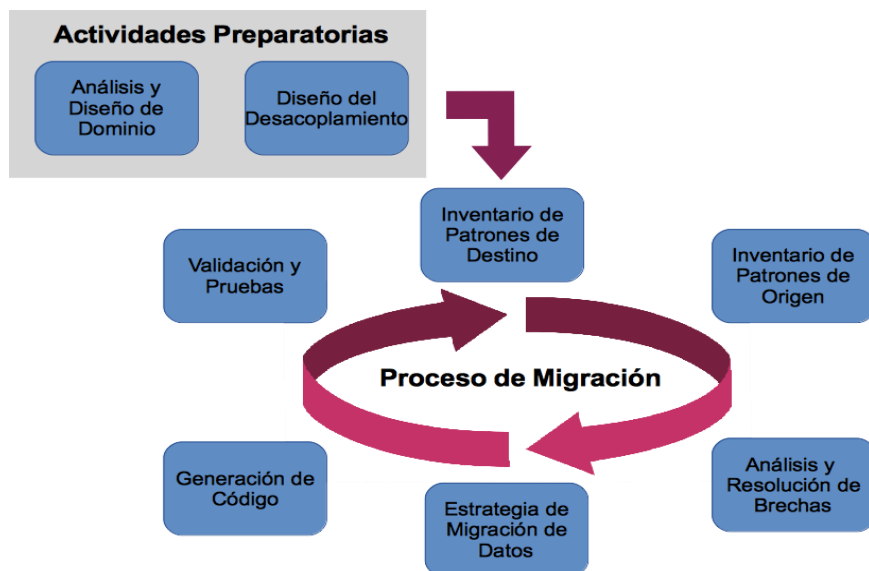 Actividades Preparatorias
Análisis y
Diseño de
Dominio
Diseño del
Desacoplamiento
Inventario de
Patrones de
Destino
Inventario de
Patrones de
Origen
Análisis y
Resolución de
Brechas
Estrategia de
Migración de
Datos
Generación de
Código
Validación y
Pruebas
Proceso de Migración